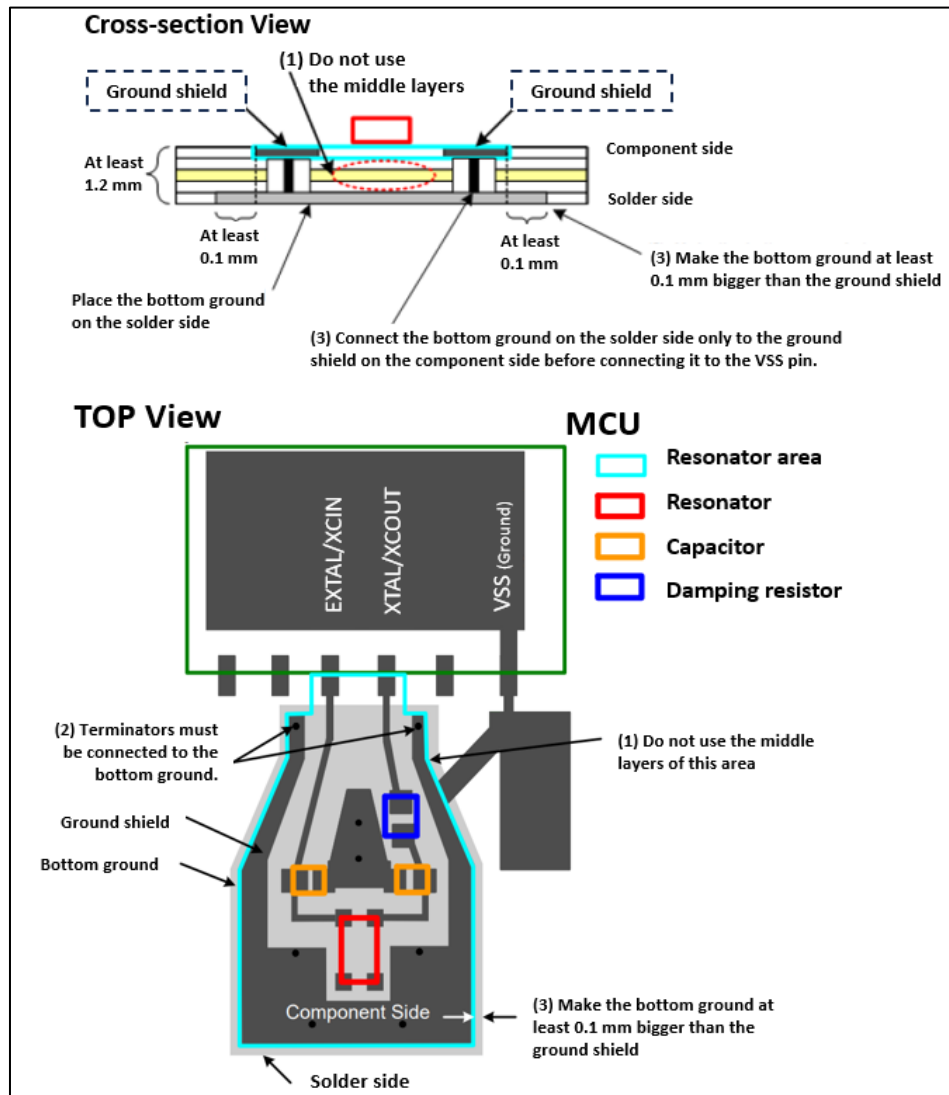 Cross-section View
(1) Do not use
the middle layers
Ground shield
Ground shield
At least
1.2 mm
Component side
Solder side
At least
0.1 mm
At least
0.1 mm
(3) Make the bottom ground at least
0.1 mm bigger than the ground shield
Place the bottom ground
on the solder side
(3) Connect the bottom ground on the solder side only to the ground
shield on the component side before connecting it to the VSS pin.
TOP View
MCU
EXTAL/XCIN
XTAL/XCOUT
VSS (Ground)
Resonator area
Resonator
Capacitor
Damping resistor
(2) Terminators must
be connected to the
bottom ground.
(1) Do not use the middle
layers of this area
Ground shield
Bottom ground
Component Side
(3) Make the bottom ground at
least 0.1 mm bigger than the
ground shield
Solder side